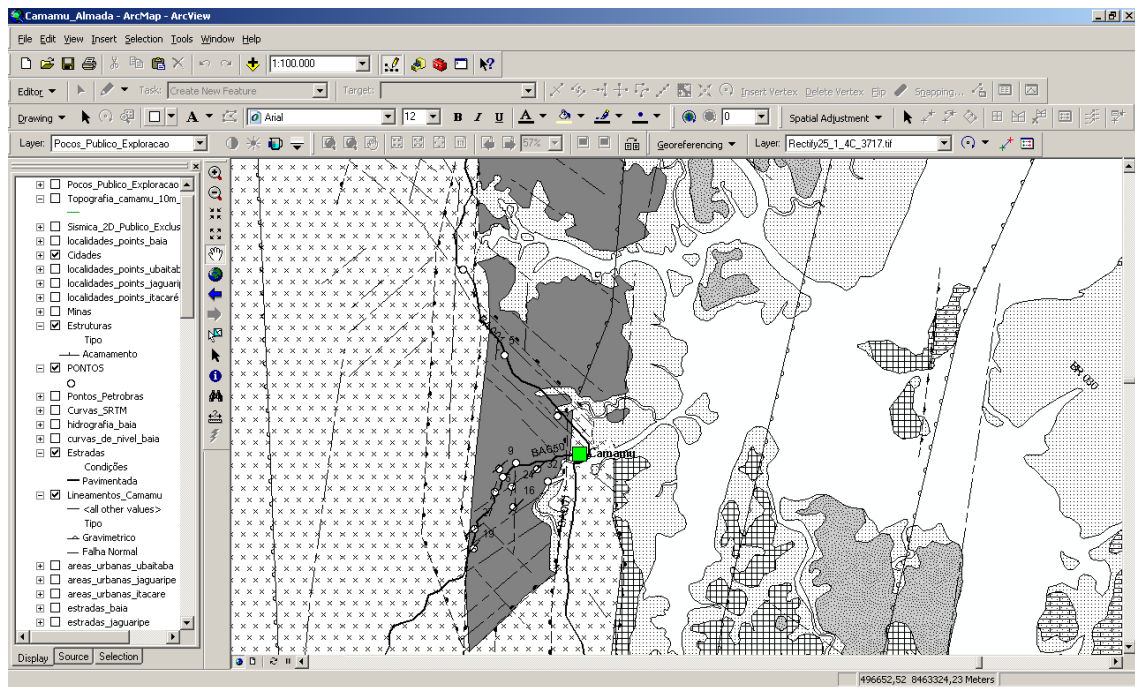 Camamu_Almada - ArcMap - ArcView
File Edit View Insert Selection Tools Window Help
1:100.000
Editor Task: Create New Feature Target: Insert Vertex Delete Vertex Flip Snapping...
Drawing A Arial 12 B I U A 0 Spatial Adjustment
Layer: Pocos_Publico_Exploracao 57% Georeferencing Layer: Rectify25_1_4C_3717.tif
Pocos_Publico_Exploracao
Topografia_camamu_10m_
Sismica_2D_Publico_Exclus
localidades_points_baia
Cidades
localidades_points_ubaitab
localidades_points_jaguarip
localidades_points_itacaré
Minas
Estruturas
Tipo
Acamamento
PONTOS
Pontos_Petrobras
Curvas_SRTM
hidrografia_baia
curvas_de_nivel_baia
Estradas
Condições
Pavimentada
Lineamentos_Camamu
<all other values>
Tipo
Gravimetrico
Falha Normal
areas_urbanas_ubaitaba
areas_urbanas_jaguaripe
areas_urbanas_itacare
estradas_baia
estradas_jaguaripe
Display Source Selection
BR 030
5
9
BA650
Camamu
32
24
16
19
496652,52 8463324,23 Meters